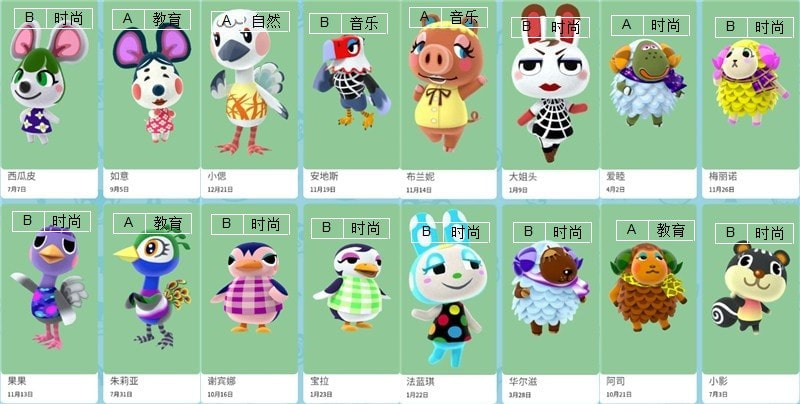 B 时尚
A 教育
A 自然
B 音乐
A 音乐
B 时尚
A 时尚
B 时尚
西瓜皮
7月7日
如意
9月5日
小偲
12月21日
安地斯
11月19日
布兰妮
11月14日
大姐头
1月9日
爱睦
4月2日
梅丽诺
11月26日
B 时尚
A 教育
B 时尚
B 时尚
B 时尚
B 时尚
A 教育
B 时尚
果果
11月13日
朱莉亚
7月31日
谢宾娜
10月16日
宝拉
1月23日
法蓝琪
1月22日
华尔滋
3月28日
阿司
10月21日
小影
7月3日